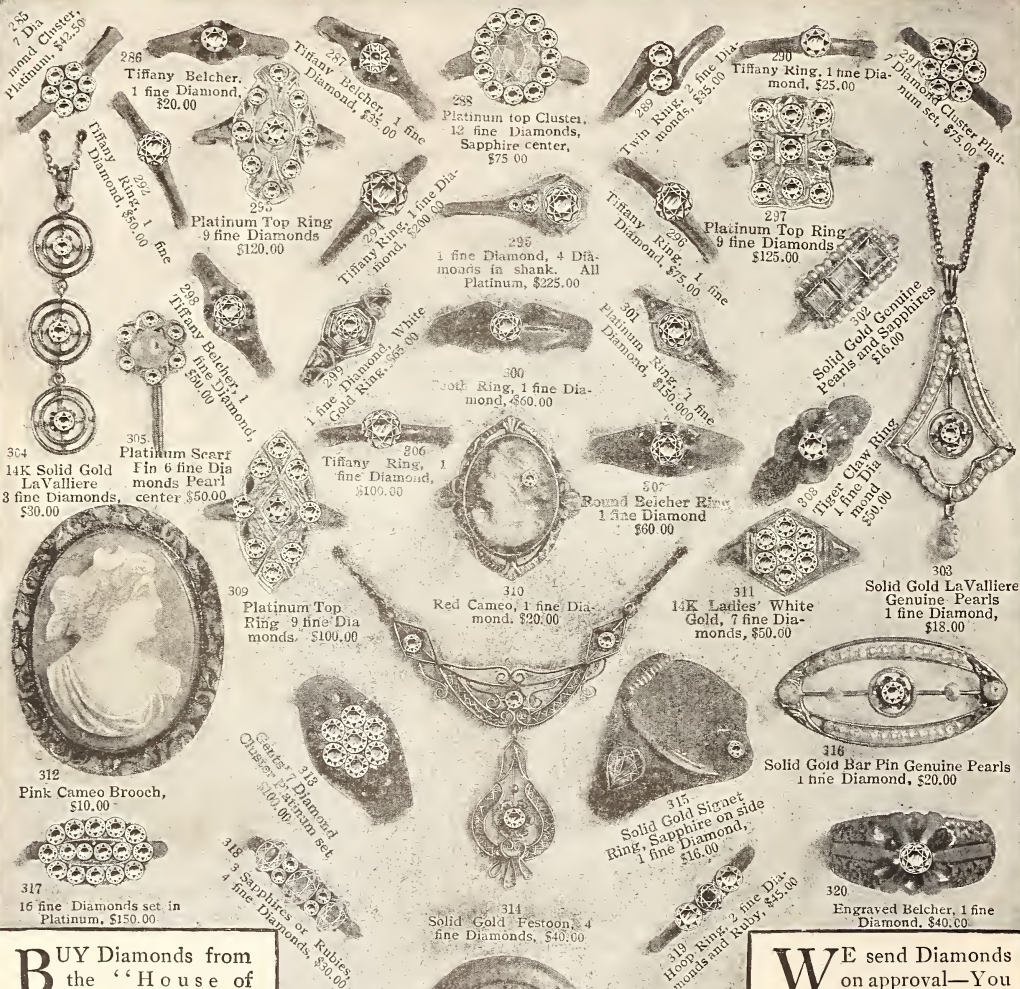 285
7 Dia
mond Cluster,
Platinum, $42.50
286
Tiffany Belcher,
1 fine Diamond,
$20.00
287
Tiffany Belcher, 1 fine
Diamond, $35.00
288
Platinum top Cluster,
12 fine Diamonds,
Sapphire center,
$75 00
289
Twin Ring, 2 fine Dia-
monds, $35.00
290
Tiffany Ring, 1 fine Dia-
mond, $25.00
291
7 Diamond Cluster Plati-
num set, $75.00
292
Tiffany Ring, 1 fine
Diamond, $50.00
Platinum Top Ring
9 fine Diamonds
$120.00
294
Tiffany Ring, 1 fine Dia-
mond, $200.00
295
1 fine Diamond, 4 Dia-
monds in shank. All
Platinum, $225.00
296
Tiffany Ring, 1 fine
Diamond, $75.00
297
Platinum Top Ring
9 fine Diamonds
$125.00
298
Tiffany Belcher, 1
fine Diamond,
$50.00
299
1 fine Diamond, White
Gold Ring, $65.00
300
Ring, 1 fine Dia-
mond, $60.00
301
Platinum Ring, 1 fine
Diamond, $150.000
302
Solid Gold Genuine
Pearls and Sapphires
$16.00
304
14K Solid Gold
LaValliere
3 fine Diamonds,
$30.00
305
Platinum Scarf
Pin 6 fine Dia
monds Pearl
center $50.00
306
Tiffany Ring, 1
fine Diamond,
$100.00
307
Round Belcher Ring
1 fine Diamond
$60.00
308
Tiger Claw Ring
1 fine Dia
mond
$50.00
303
Solid Gold LaValliere
Genuine Pearls
1 fine Diamond,
$18.00
309
Platinum Top
Ring 9 fine Dia
monds. $100.00
310
Red Cameo, 1 fine Dia-
mond. $20.00
311
14K Ladies' White
Gold, 7 fine Dia-
monds, $50.00
312
Pink Cameo Brooch,
$10.00
313
Gents' 7 Diamond
Cluster Platinum set
$100.00
315
Solid Gold Signet
Ring, Sapphire on side
1 fine Diamond,
$16.00
316
Solid Gold Bar Pin Genuine Pearls
1 fine Diamond, $20.00
317
16 fine Diamonds set in
Platinum, $150.00
318
3 Sapphires or Rubies,
4 fine Diamonds, $30.00
314
Solid Gold Festoon, 4
fine Diamonds, $40.00
319
Hoop Ring, 2 fine Dia-
monds and Ruby, $45.00
320
Engraved Belcher, 1 fine
Diamond. $40.00
BUY Diamonds from
the "House of
WE send Diamonds
on approval—You